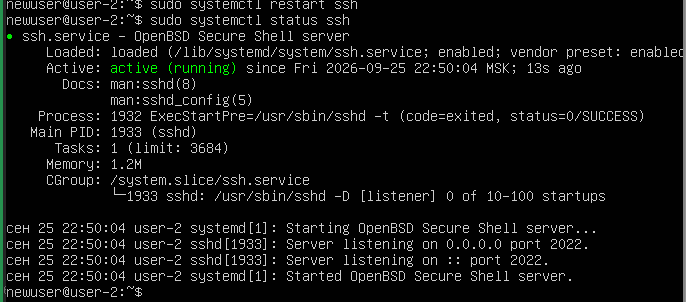 newuser@user-2:~$ sudo systemctl restart ssh
newuser@user-2:~$ sudo systemctl status ssh
● ssh.service - OpenBSD Secure Shell server
     Loaded: loaded (/lib/systemd/system/ssh.service; enabled; vendor preset: enabled
     Active: active (running) since Fri 2026-09-25 22:50:04 MSK; 13s ago
       Docs: man:sshd(8)
             man:sshd_config(5)
    Process: 1932 ExecStartPre=/usr/sbin/sshd -t (code=exited, status=0/SUCCESS)
   Main PID: 1933 (sshd)
      Tasks: 1 (limit: 3684)
     Memory: 1.2M
     CGroup: /system.slice/ssh.service
             └─1933 sshd: /usr/sbin/sshd -D [listener] 0 of 10-100 startups
сен 25 22:50:04 user-2 systemd[1]: Starting OpenBSD Secure Shell server...
сен 25 22:50:04 user-2 sshd[1933]: Server listening on 0.0.0.0 port 2022.
сен 25 22:50:04 user-2 sshd[1933]: Server listening on :: port 2022.
сен 25 22:50:04 user-2 systemd[1]: Started OpenBSD Secure Shell server.
newuser@user-2:~$